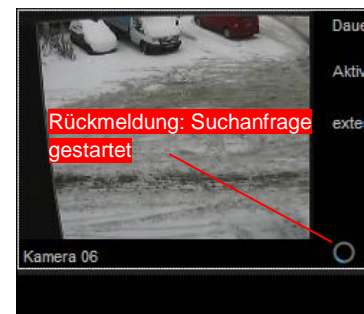 Daue
Aktiv
exte
Rückmeldung: Suchanfrage
gestartet
Kamera 06